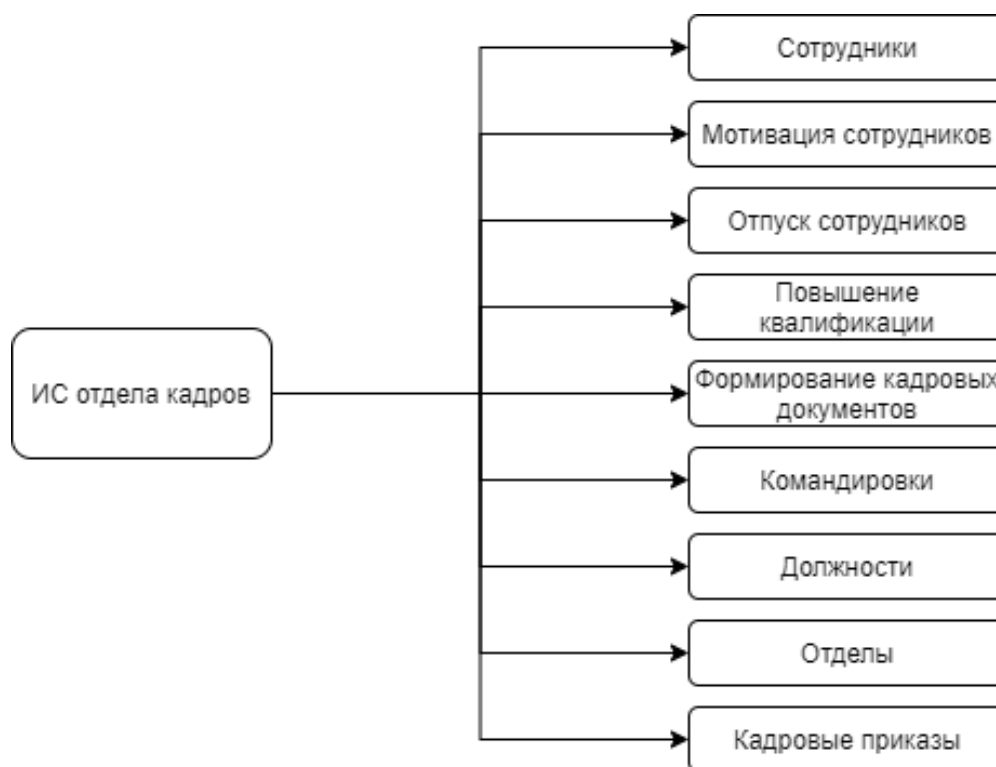 Сотрудники
Мотивация сотрудников
Отпуск сотрудников
Повышение
квалификации
ИС отдела кадров
Формирование кадровых
документов
Командировки
Должности
Отделы
Кадровые приказы